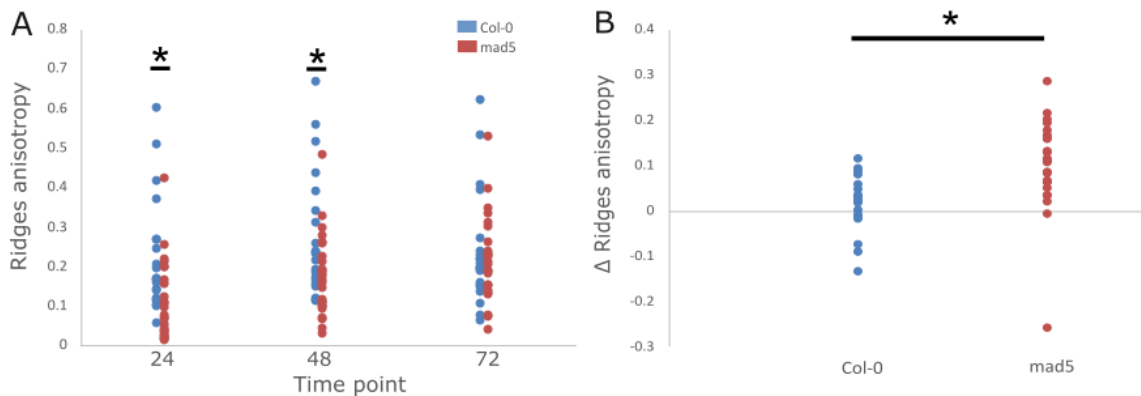 A
Ridges anisotropy
0.8
0.7
0.6
0.5
0.4
0.3
0.2
0.1
0
Col-0
mad5
*
*
24 48 72
Time point
B
Δ Ridges anisotropy
0.4
0.3
0.2
0.1
0
-0.1
-0.2
-0.3
*
Col-0 mad5